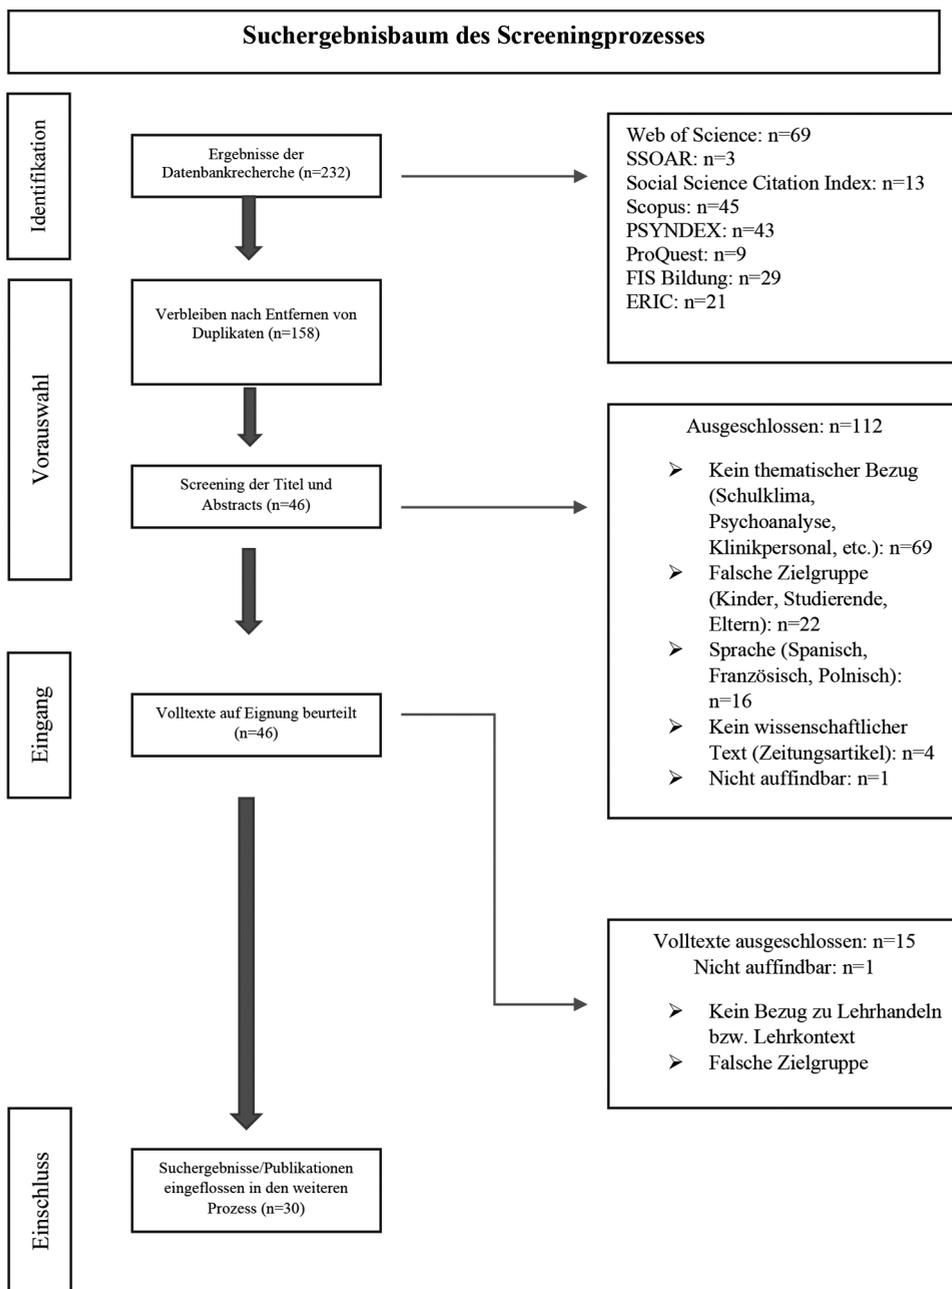 Suchergebnisbaum des Screeningprozesses
Identifikation
Ergebnisse der
Datenbankrecherche (n=232)
Web of Science: n=69
SSOAR: n=3
Social Science Citation Index: n=13
Scopus: n=45
PSYNDEX: n=43
ProQuest: n=9
FIS Bildung: n=29
ERIC: n=21
Vorauswahl
Verbleiben nach Entfernen von
Duplikaten (n=158)
Screening der Titel und
Abstracts (n=46)
Ausgeschlossen: n=112
➢ Kein thematischer Bezug
(Schulklima,
Psychoanalyse,
Klinikpersonal, etc.): n=69
➢ Falsche Zielgruppe
(Kinder, Studierende,
Eltern): n=22
➢ Sprache (Spanisch,
Französisch, Polnisch):
n=16
➢ Kein wissenschaftlicher
Text (Zeitungsartikel): n=4
➢ Nicht auffindbar: n=1
Eingang
Volltexte auf Eignung beurteilt
(n=46)
Volltexte ausgeschlossen: n=15
Nicht auffindbar: n=1
➢ Kein Bezug zu Lehrhandeln
bzw. Lehrkontext
➢ Falsche Zielgruppe
Einschluss
Suchergebnisse/Publikationen
eingeflossen in den weiteren
Prozess (n=30)